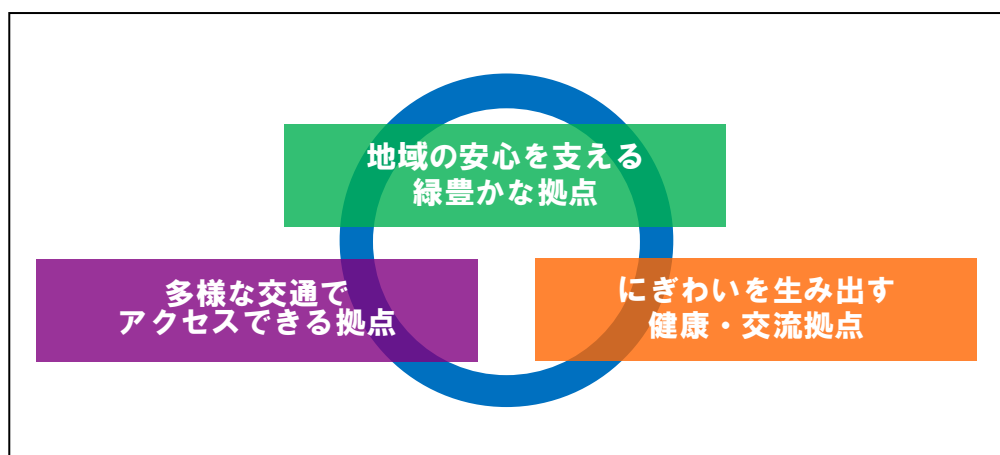 地域の安心を支える
緑豊かな拠点
多様な交通で
アクセスできる拠点
にぎわいを生み出す
健康・交流拠点